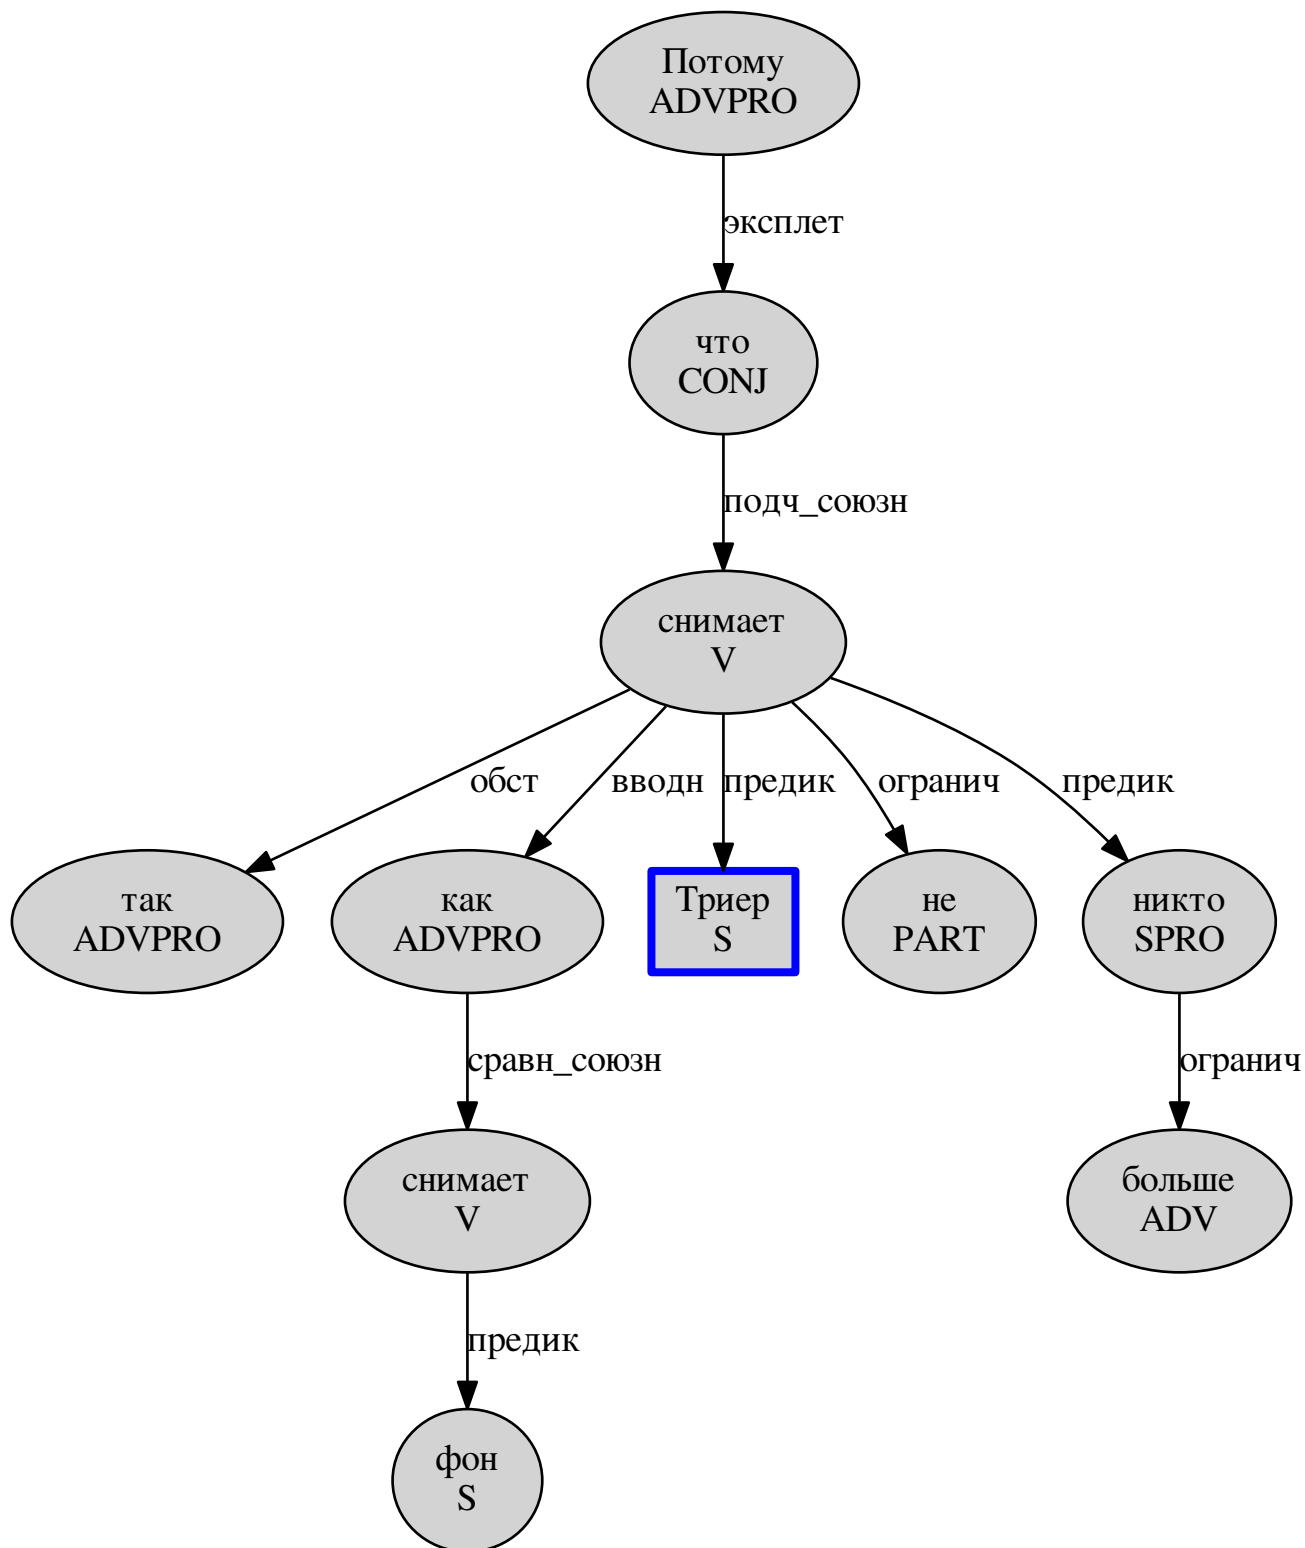 Потому
ADVPRO
эксплет
что
CONJ
подч_союзн
снимает
V
обст
вводн
предик
огранич
предик
так
ADVPRO
как
ADVPRO
Триер
S
не
PART
никто
SPRO
сравн_союзн
огранич
снимает
V
больше
ADV
предик
фон
S